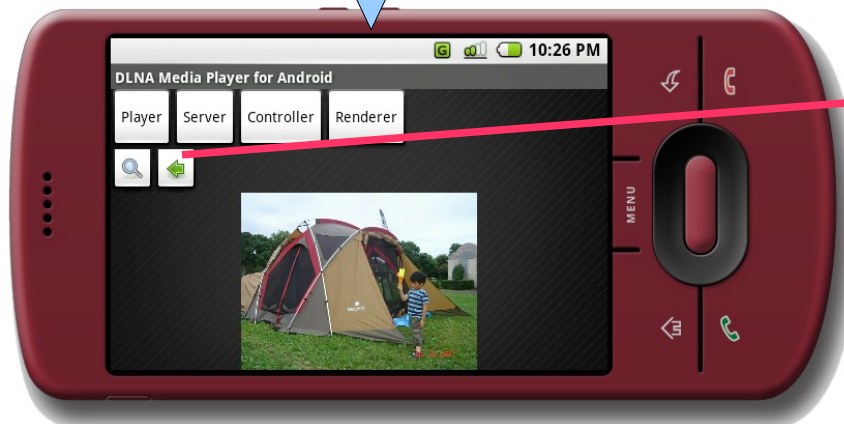 G 10:26 PM
DLNA Media Player for Android
Player Server Controller Renderer
MENU